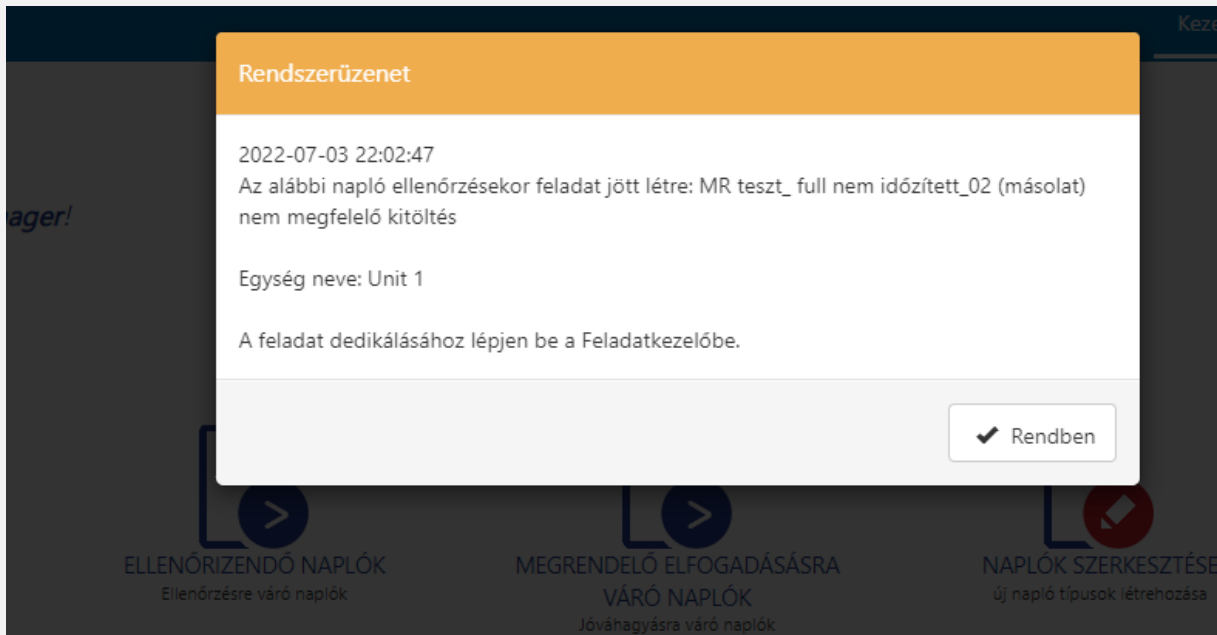 Keze
Rendszerüzenet
2022-07-03 22:02:47
Az alábbi napló ellenőrzésekor feladat jött létre: MR teszt_ full nem időzített_02 (másolat)
nem megfelelő kitöltés
ager!
Egység neve: Unit 1
A feladat dedikálásához lépjen be a Feladatkezelőbe.
Rendben
ELLENŐRIZENDŐ NAPLÓK
Ellenőrzésre váró naplók
MEGRENDELŐ ELFOGADÁSÁSRA
VÁRÓ NAPLÓK
Jóváhagyásra váró naplók
NAPLÓK SZERKESZTÉSE
új napló típusok létrehozása